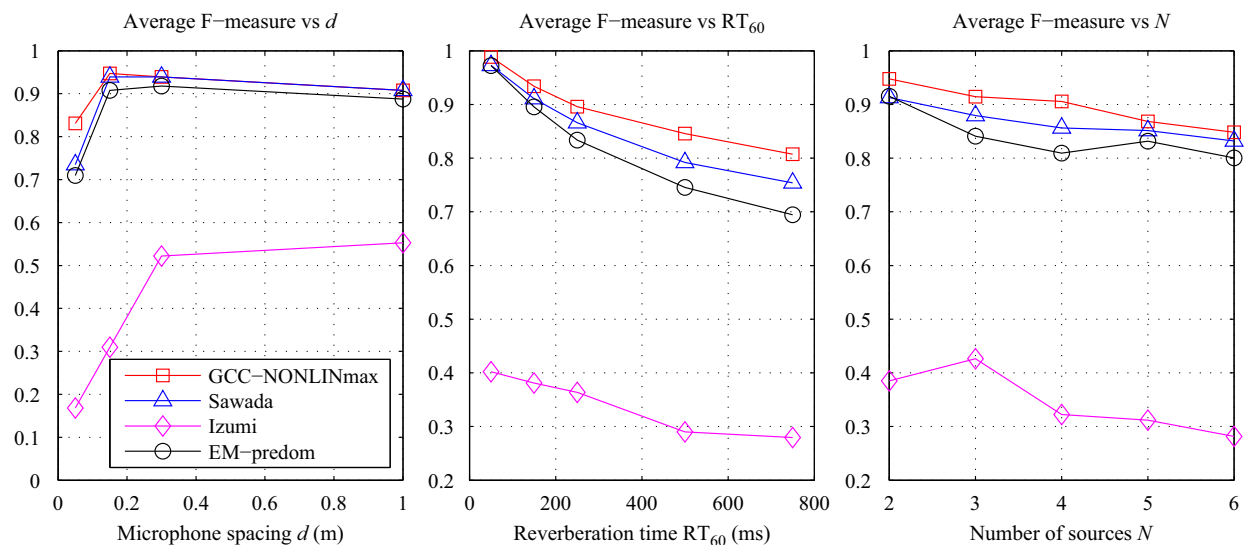 Average F−measure vs d
1
0.9
0.8
0.7
0.6
0.5
0.4
0.3
0.2
0.1
0
0 0.2 0.4 0.6 0.8 1
Microphone spacing d (m)
GCC−NONLINmax
Sawada
Izumi
EM−predom
Average F−measure vs RT60
1
0.9
0.8
0.7
0.6
0.5
0.4
0.3
0.2
0 200 400 600 800
Reverberation time RT60 (ms)
Average F−measure vs N
1
0.9
0.8
0.7
0.6
0.5
0.4
0.3
0.2
2 3 4 5 6
Number of sources N